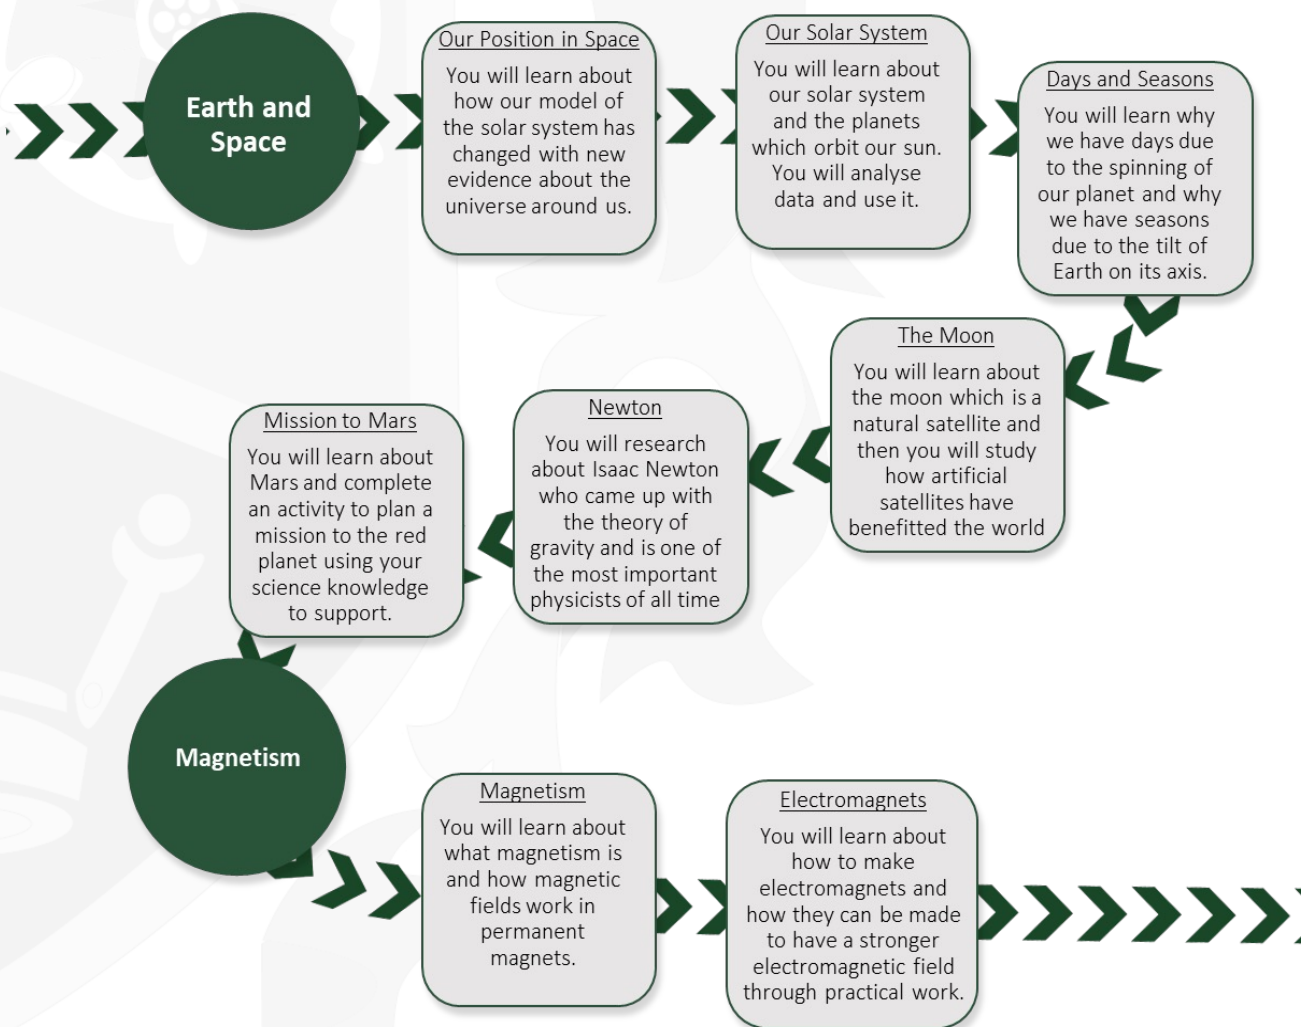 Earth and
Space
Our Position in Space
You will learn about
how our model of
the solar system has
changed with new
evidence about the
universe around us.
Our Solar System
You will learn about
our solar system
and the planets
which orbit our sun.
You will analyse
data and use it.
Days and Seasons
You will learn why
we have days due
to the spinning of
our planet and why
we have seasons
due to the tilt of
Earth on its axis.
The Moon
You will learn about
the moon which is a
natural satellite and
then you will study
how artificial
satellites have
benefitted the world
Newton
You will research
about Isaac Newton
who came up with
the theory of
gravity and is one of
the most important
physicists of all time
Mission to Mars
You will learn about
Mars and complete
an activity to plan a
mission to the red
planet using your
science knowledge
to support.
Magnetism
Magnetism
You will learn about
what magnetism is
and how magnetic
fields work in
permanent
magnets.
Electromagnets
You will learn about
how to make
electromagnets and
how they can be made
to have a stronger
electromagnetic field
through practical work.